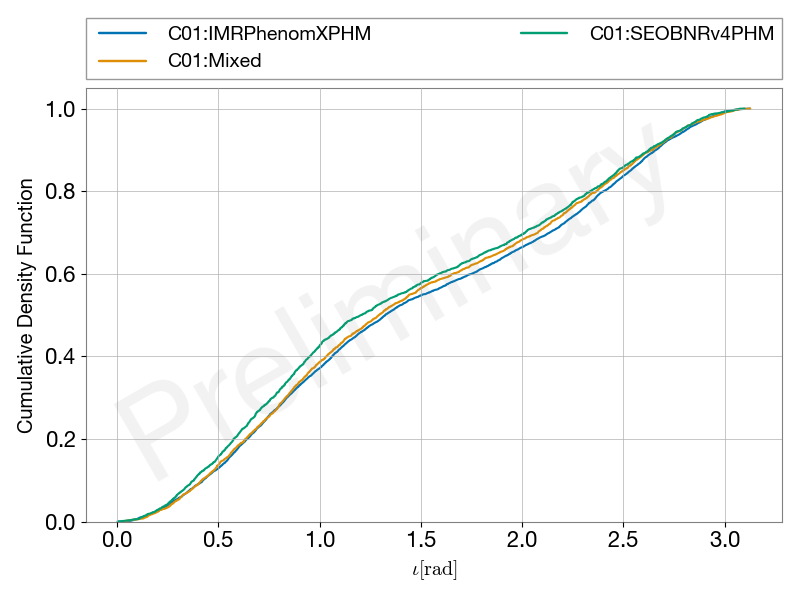 C01:IMRPhenomXPHM
C01:Mixed
C01:SEOBNRv4PHM
Cumulative Density Function
1.0
0.8
0.6
0.4
0.2
0.0
Preliminary
0.0 0.5 1.0 1.5 2.0 2.5 3.0
ι[rad]